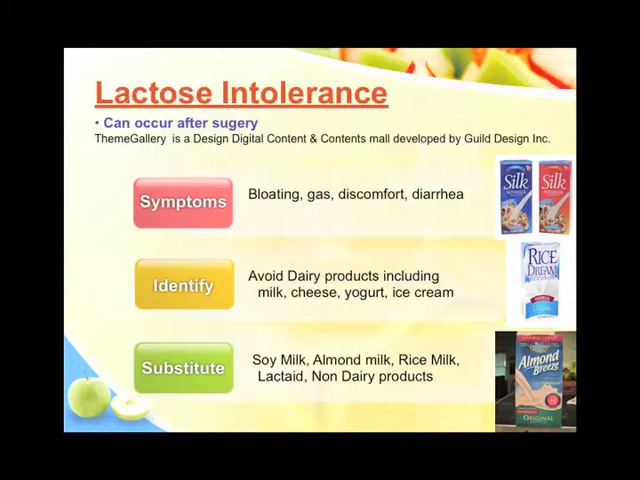 Lactose Intolerance
• Can occur after sugery
ThemeGallery is a Design Digital Content & Contents mall developed by Guild Design Inc.
Symptoms
Bloating, gas, discomfort, diarrhea
Silk
Silk
SOYMILK
SOYMILK
Identify
Avoid Dairy products including
milk, cheese, yogurt, ice cream
RICE
DREAM
Substitute
Soy Milk, Almond milk, Rice Milk,
Lactaid, Non Dairy products
Almond
Breeze
ORIGINAL